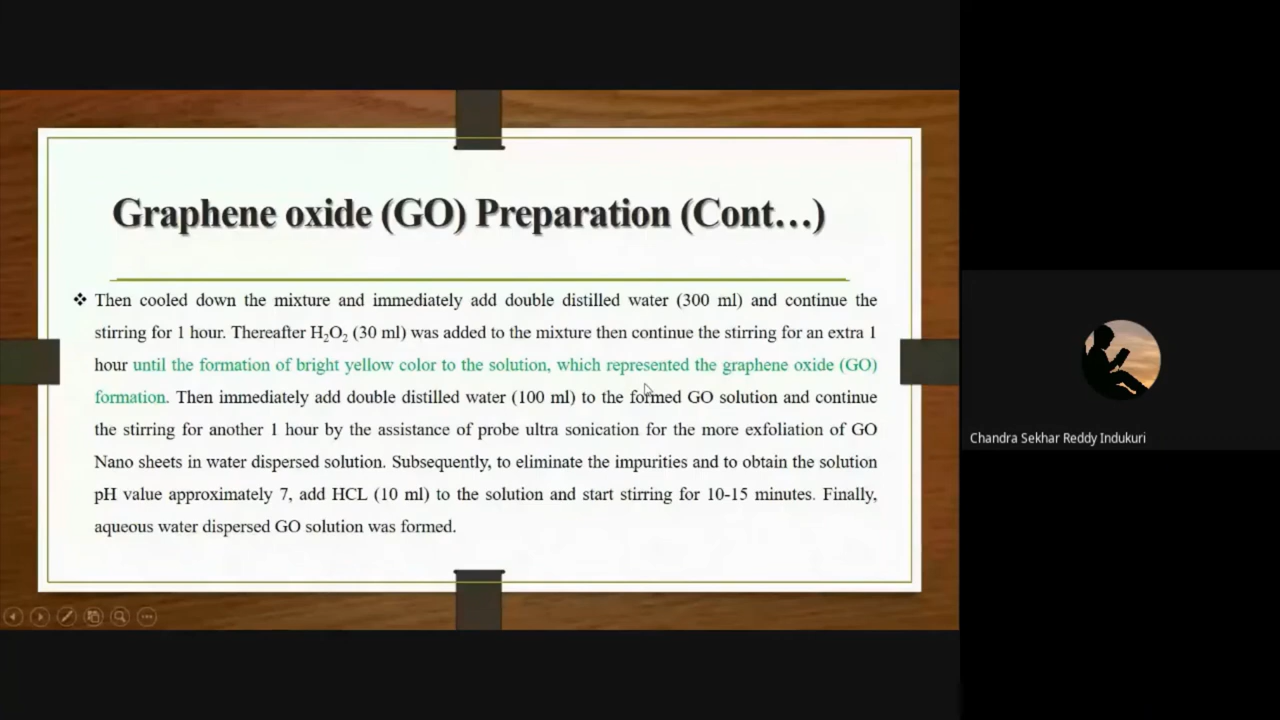 Graphene oxide (GO) Preparation (Cont…)
❖ Then cooled down the mixture and immediately add double distilled water (300 ml) and continue the
stirring for 1 hour. Thereafter H₂O₂ (30 ml) was added to the mixture then continue the stirring for an extra 1
hour until the formation of bright yellow color to the solution, which represented the graphene oxide (GO)
formation. Then immediately add double distilled water (100 ml) to the formed GO solution and continue
the stirring for another 1 hour by the assistance of probe ultra sonication for the more exfoliation of GO
Nano sheets in water dispersed solution. Subsequently, to eliminate the impurities and to obtain the solution
pH value approximately 7, add HCL (10 ml) to the solution and start stirring for 10-15 minutes. Finally,
aqueous water dispersed GO solution was formed.
Chandra Sekhar Reddy Indukuri